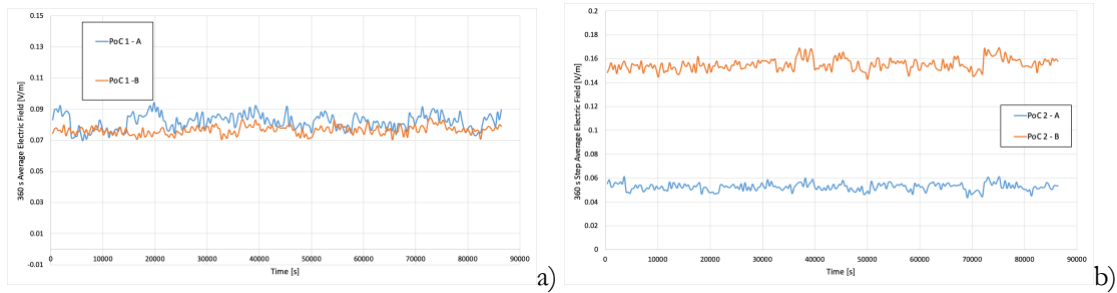 0.15
0.13
0.11
0.09
0.07
0.05
0.03
0.01
-0.01
360 s Average Electric Field [V/m]
PoC 1 - A
PoC 1 -B
0 10000 20000 30000 40000 50000 60000 70000 80000 90000
Time [s]
a)
0.2
0.18
0.16
0.14
0.12
0.1
0.08
0.06
0.04
0.02
0
360 s Step Average Electric Field [V/m]
PoC 2 - A
PoC 2 - B
0 10000 20000 30000 40000 50000 60000 70000 80000 90000
Time [s]
b)